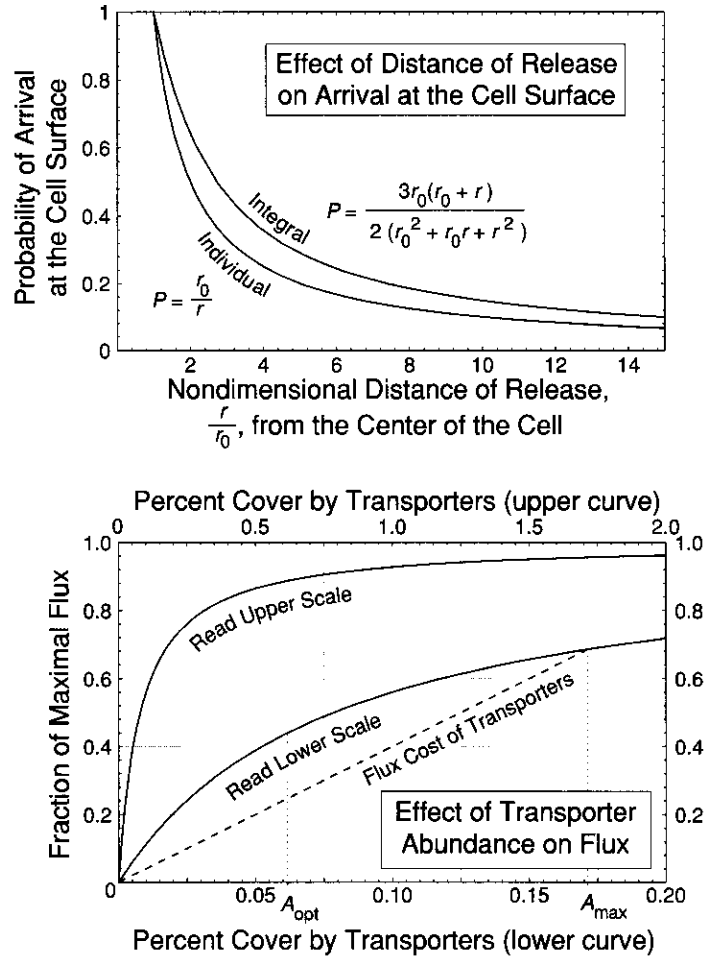 Effect of Distance of Release
on Arrival at the Cell Surface
Probability of Arrival
at the Cell Surface
1
0.8
0.6
0.4
0.2
0
Integral
P = 3r₀(r₀ + r) / 2 (r₀² + r₀r + r²)
Individual
P = r₀ / r
2 4 6 8 10 12 14
Nondimensional Distance of Release,
r / r₀, from the Center of the Cell
Percent Cover by Transporters (upper curve)
0 0.5 1.0 1.5 2.0
Fraction of Maximal Flux
1.0 1.0
0.8 0.8
0.6 0.6
0.4 0.4
0.2 0.2
Read Upper Scale
Read Lower Scale
Flux Cost of Transporters
Effect of Transporter
Abundance on Flux
0 0.05 0.10 0.15 0.20
Aopt Amax
Percent Cover by Transporters (lower curve)